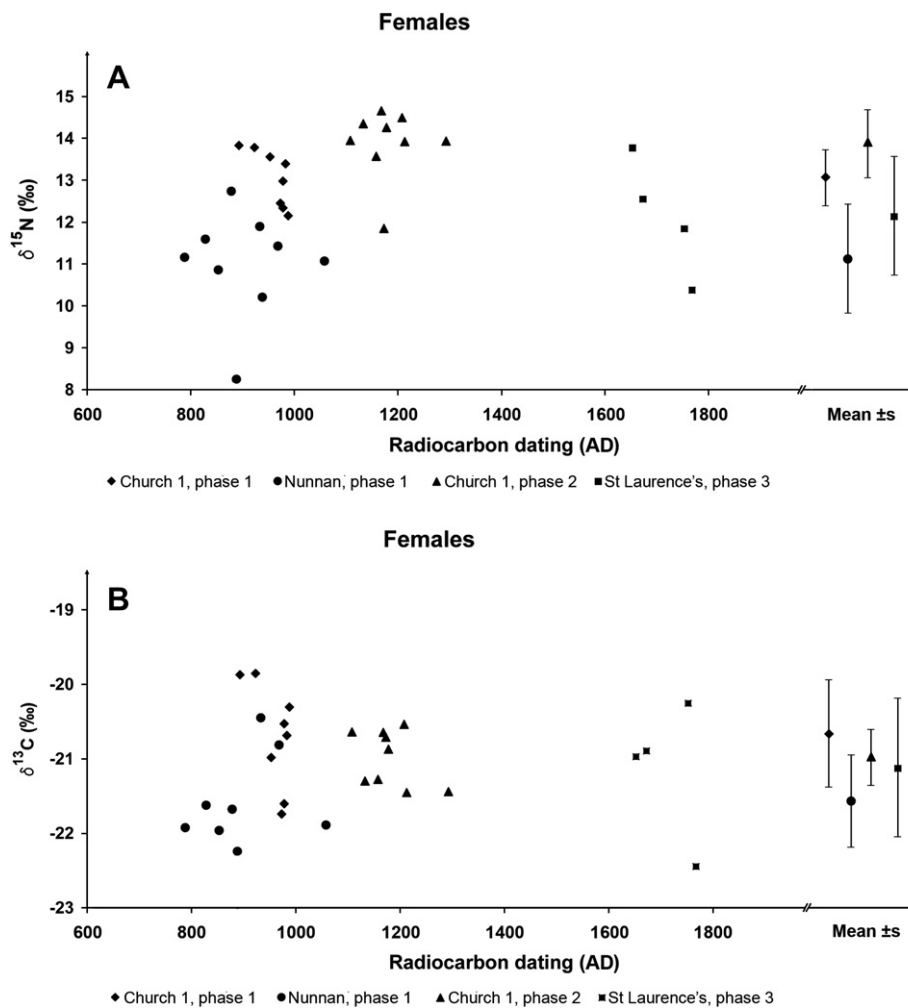 Females
A
15
14
13
12
11
10
9
8
δ15N (‰)
600 800 1000 1200 1400 1600 1800 Mean ±s
Radiocarbon dating (AD)
Church 1, phase 1 Nunnan, phase 1 Church 1, phase 2 St Laurence's, phase 3
Females
B
-19
-20
-21
-22
-23
δ13C (‰)
600 800 1000 1200 1400 1600 1800 Mean ±s
Radiocarbon dating (AD)
Church 1, phase 1 Nunnan, phase 1 Church 1, phase 2 St Laurence's, phase 3